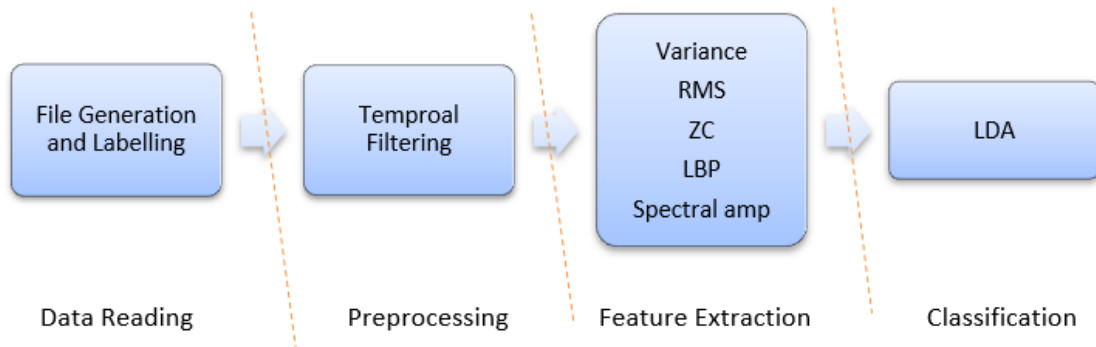 File Generation
and Labelling
Temproal
Filtering
Variance
RMS
ZC
LBP
Spectral amp
LDA
Data Reading
Preprocessing
Feature Extraction
Classification